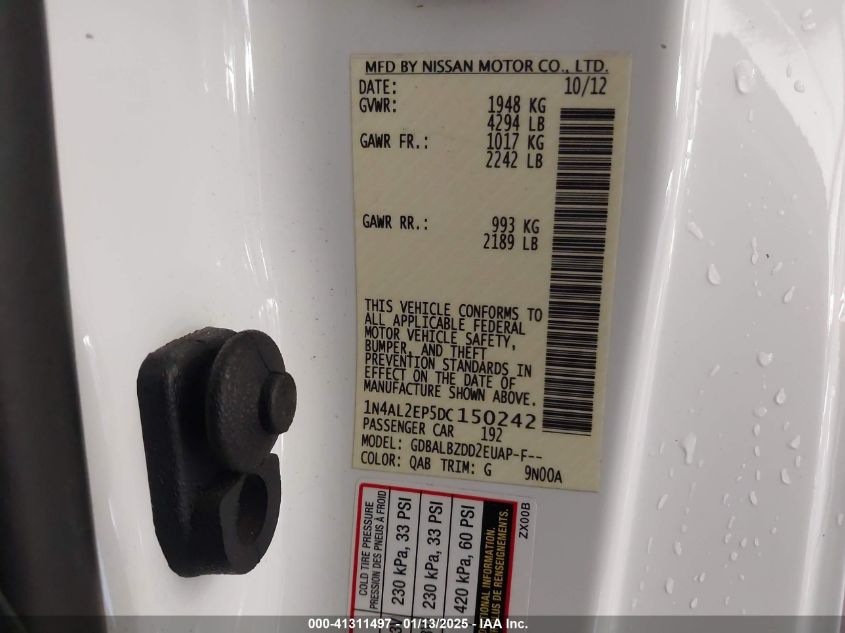 MFD BY NISSAN MOTOR CO., LTD.
DATE: 10/12
GVWR: 1948 KG
4294 LB
GAWR FR.: 1017 KG
2242 LB
GAWR RR.: 993 KG
2189 LB
THIS VEHICLE CONFORMS TO
ALL APPLICABLE FEDERAL
MOTOR VEHICLE SAFETY,
BUMPER, AND THEFT
PREVENTION STANDARDS IN
EFFECT ON THE DATE OF
MANUFACTURE SHOWN ABOVE.
1N4AL2EP5DC150242
PASSENGER CAR 192
MODEL: GDBALBZDD2EUAP-F--
COLOR: QAB TRIM: G 9N00A
COLD TIRE PRESSURE
PRESSION DES PNEUS À FROID
230 kPa, 33 PSI
230 kPa, 33 PSI
420 kPa, 60 PSI
INFORMATION.
DE RENSEIGNEMENTS.
ZX00B
000-41311497 - 01/13/2025 - IAA Inc.